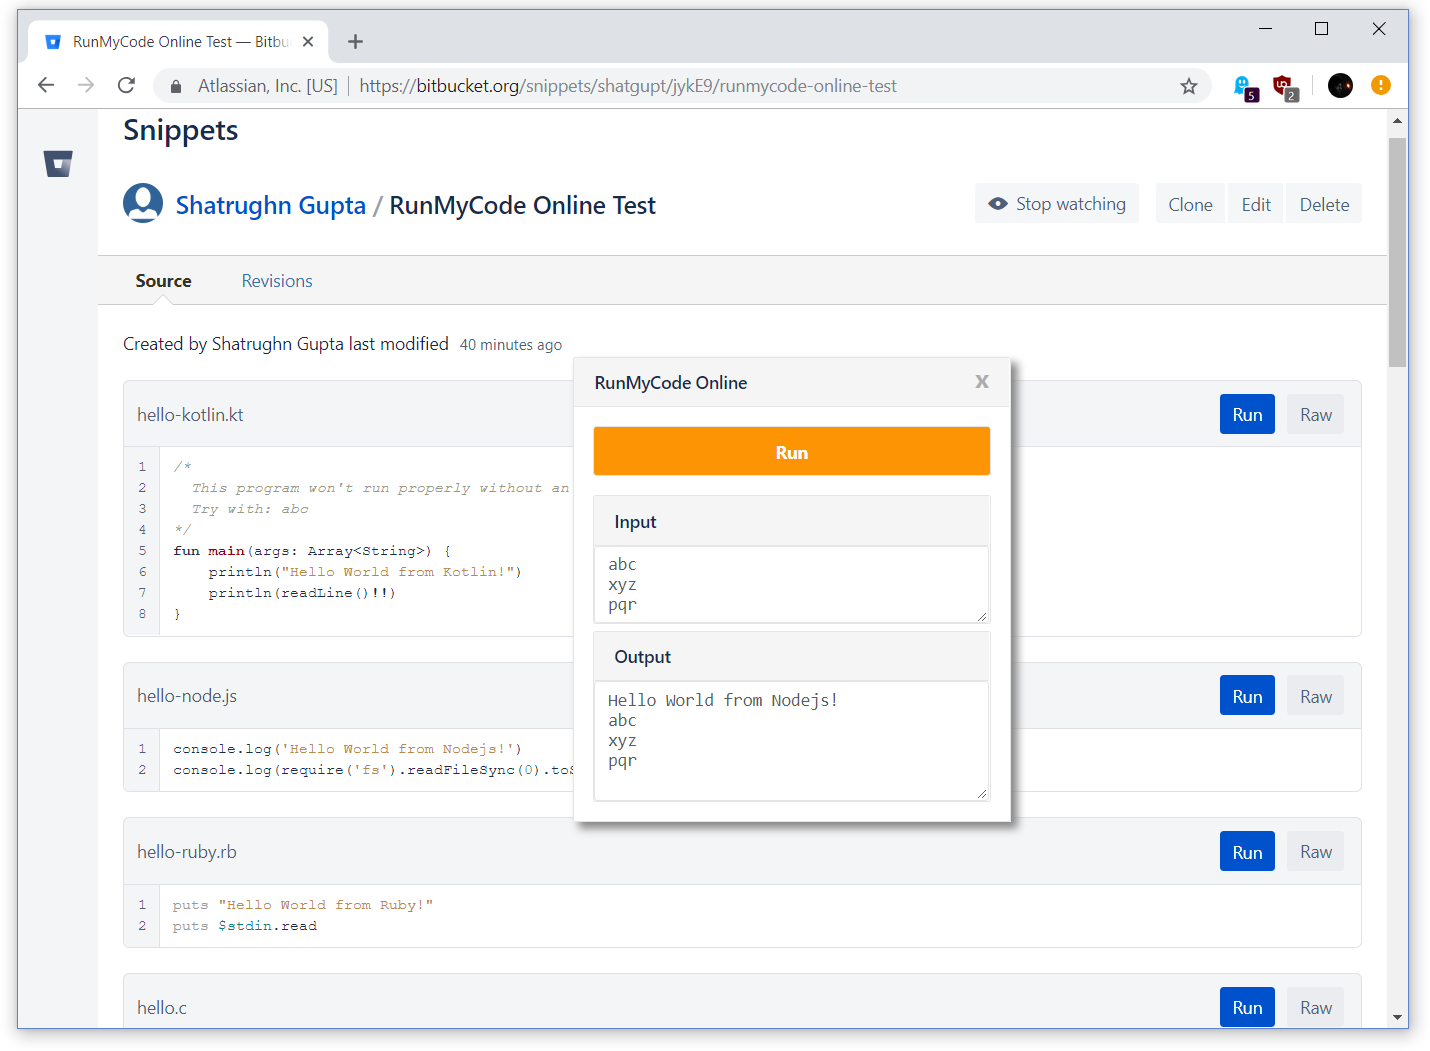 RunMyCode Online Test — Bitbu
Atlassian, Inc. [US] https://bitbucket.org/snippets/shatgupt/jykE9/runmycode-online-test
5
2
Snippets
Shatrughn Gupta / RunMyCode Online Test
Stop watching
Clone
Edit
Delete
Source
Revisions
Created by Shatrughn Gupta last modified 40 minutes ago
hello-kotlin.kt
Run
Raw
1 /*
2 This program won't run properly without an
3 Try with: abc
4 */
5 fun main(args: Array<String>) {
6 println("Hello World from Kotlin!")
7 println(readLine()!!)
8 }
RunMyCode Online
X
Run
Input
abc
xyz
pqr
Output
Hello World from Nodejs!
abc
xyz
pqr
hello-node.js
Run
Raw
1 console.log('Hello World from Nodejs!')
2 console.log(require('fs').readFileSync(0).to
hello-ruby.rb
Run
Raw
1 puts "Hello World from Ruby!"
2 puts $stdin.read
hello.c
Run
Raw